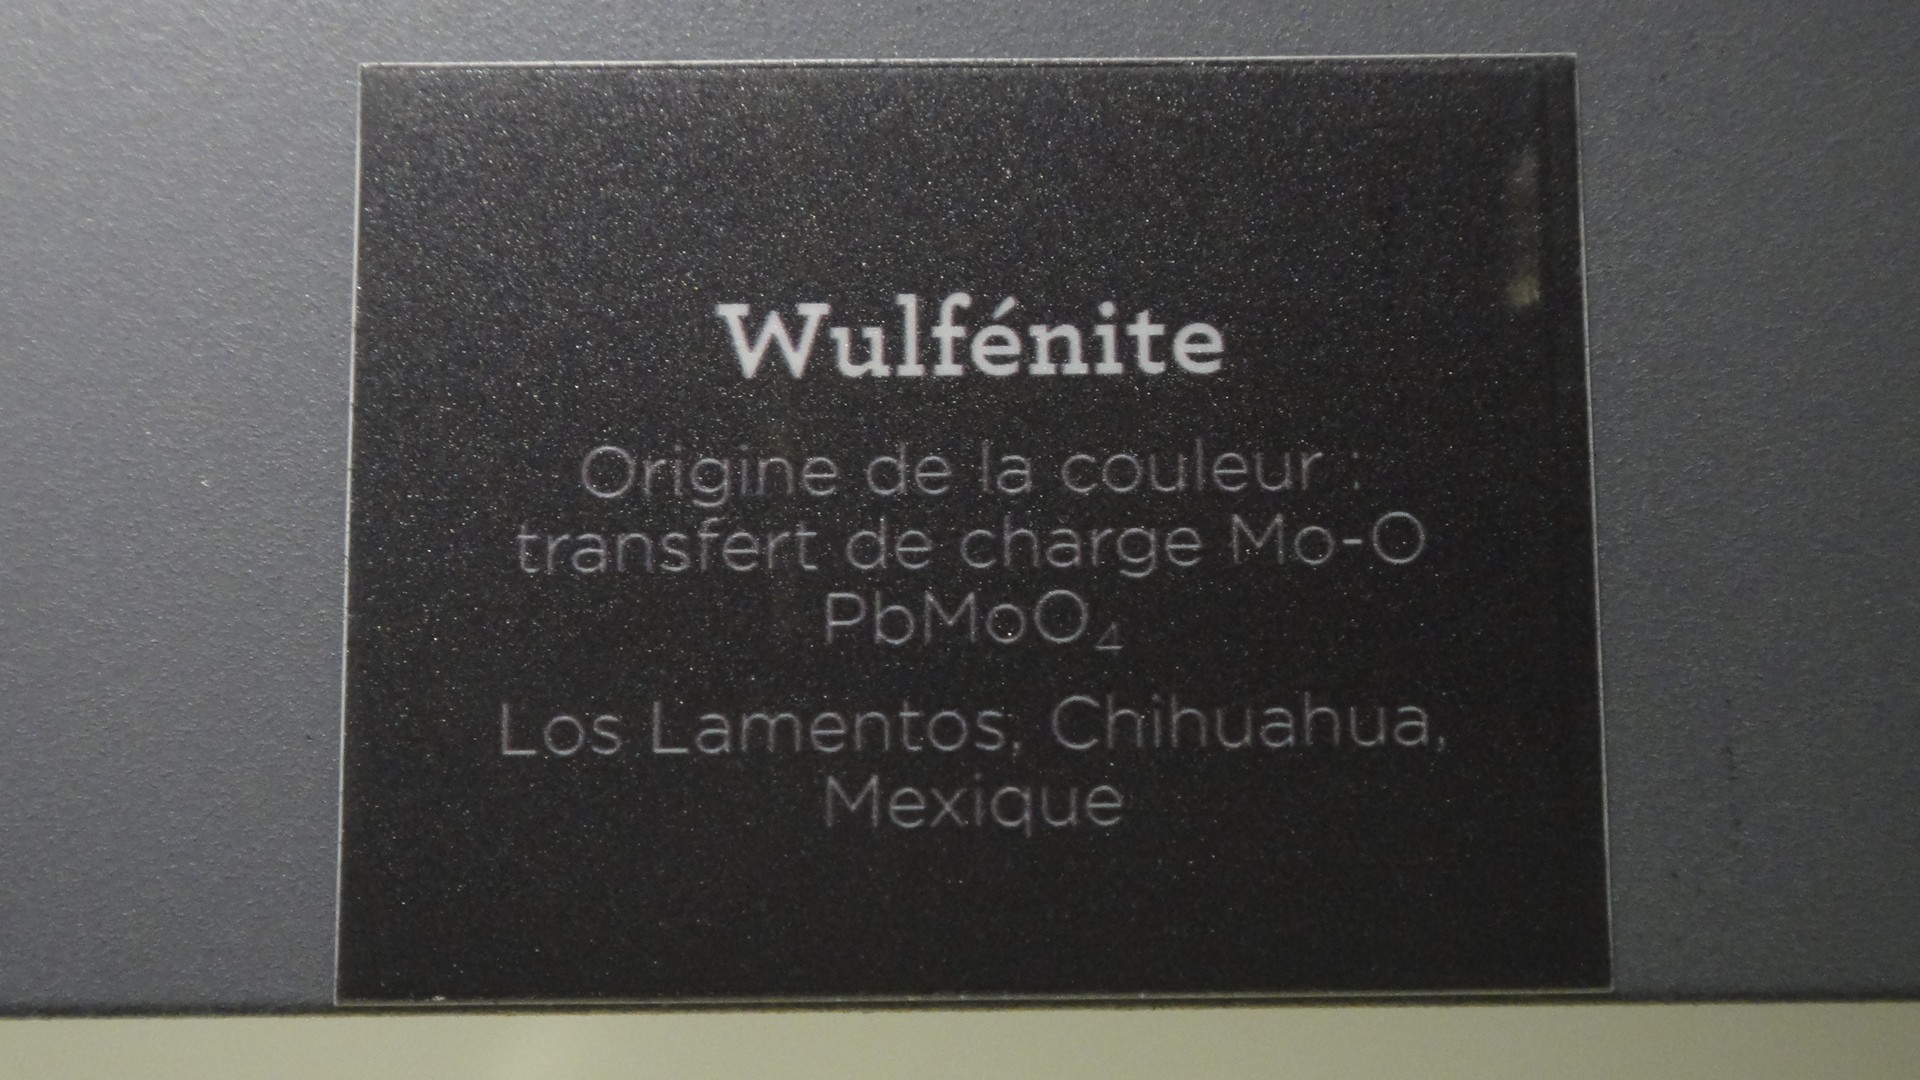 Wulfénite
Origine de la couleur :
transfert de charge Mo-O
PbMoO₄
Los Lamentos, Chihuahua,
Mexique